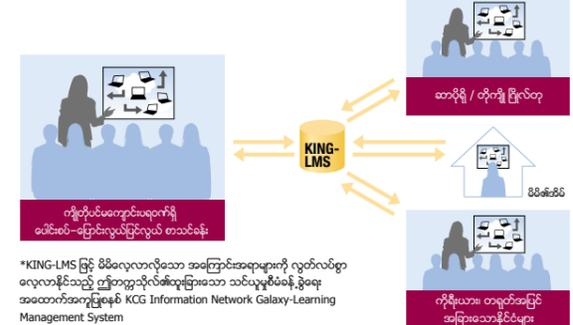 ဆာပိုရို / တိုကျို ဂြိုလ်တု
KING-
LMS
မိမိ၏အိမ်
ကျိုတိုပင်မကျောင်းပရဝဏ်ရှိ
ပေါင်းစပ်–ပြောင်းလွယ်ပြင်လွယ် စာသင်ခန်း
*KING-LMS ဖြင့် မိမိလေ့လာလိုသော အကြောင်းအရာများကို လွတ်လပ်စွာ
လေ့လာနိုင်သည့် ဤတက္ကသိုလ်၏ထူးခြားသော သင်ယူမှုစီမံခန့်ခွဲရေး
အထောက်အကူပြုစနစ် KCG Information Network Galaxy-Learning
Management System
ကိုရီးယား၊ တရုတ်အပြင်
အခြားသောနိုင်ငံများ